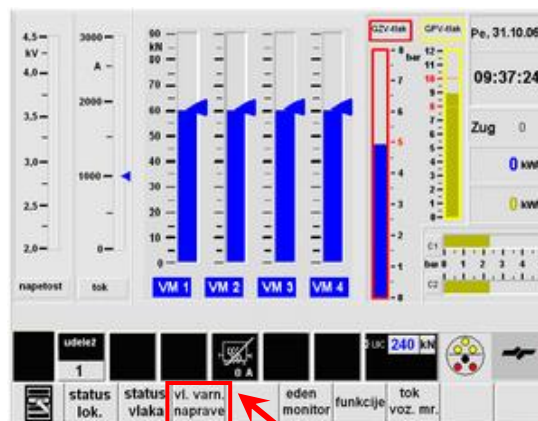 GZV-tlak GPV-tlak Pe, 31.10.08
4,5 3000 90 8 bar 12
kV kN 11
4,0 A 80 7 10
70 9 09:37:24
2000 6 8
3,5 60 7
50 5 6 Zug 0
5
3,0 1000 40 4 4 0 kWh
30 3 3
2
2,5 20 2 1 0 kWh
0
10 C1
2,0 0 0 1 bar 0 1 2 3 4
C2
napetost tok VM 1 VM 2 VM 3 VM 4 0
udelež 0 UIC 240 kN
1 0 A
status lok. status vlaka vl. varn. naprave eden monitor funkcije tok voz. mr.